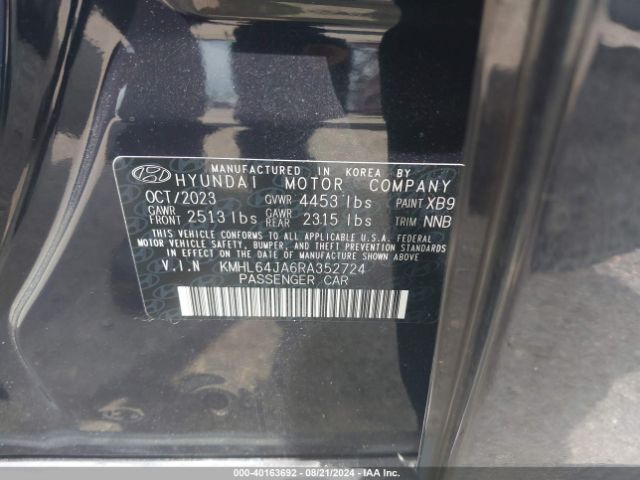 MANUFACTURED IN KOREA BY
HYUNDAI MOTOR COMPANY
OCT/2023 GVWR 4453 lbs PAINT XB9
GAWR FRONT 2513 lbs GAWR REAR 2315 lbs TRIM NNB
THIS VEHICLE CONFORMS TO ALL APPLICABLE U.S.A. FEDERAL
MOTOR VEHICLE SAFETY, BUMPER, AND THEFT PREVENTION STANDARDS
IN EFFECT ON THE DATE OF MANUFACTURE SHOWN ABOVE.
V.I.N KMHL64JA6RA352724
PASSENGER CAR
000-40163692 - 08/21/2024 - IAA Inc.